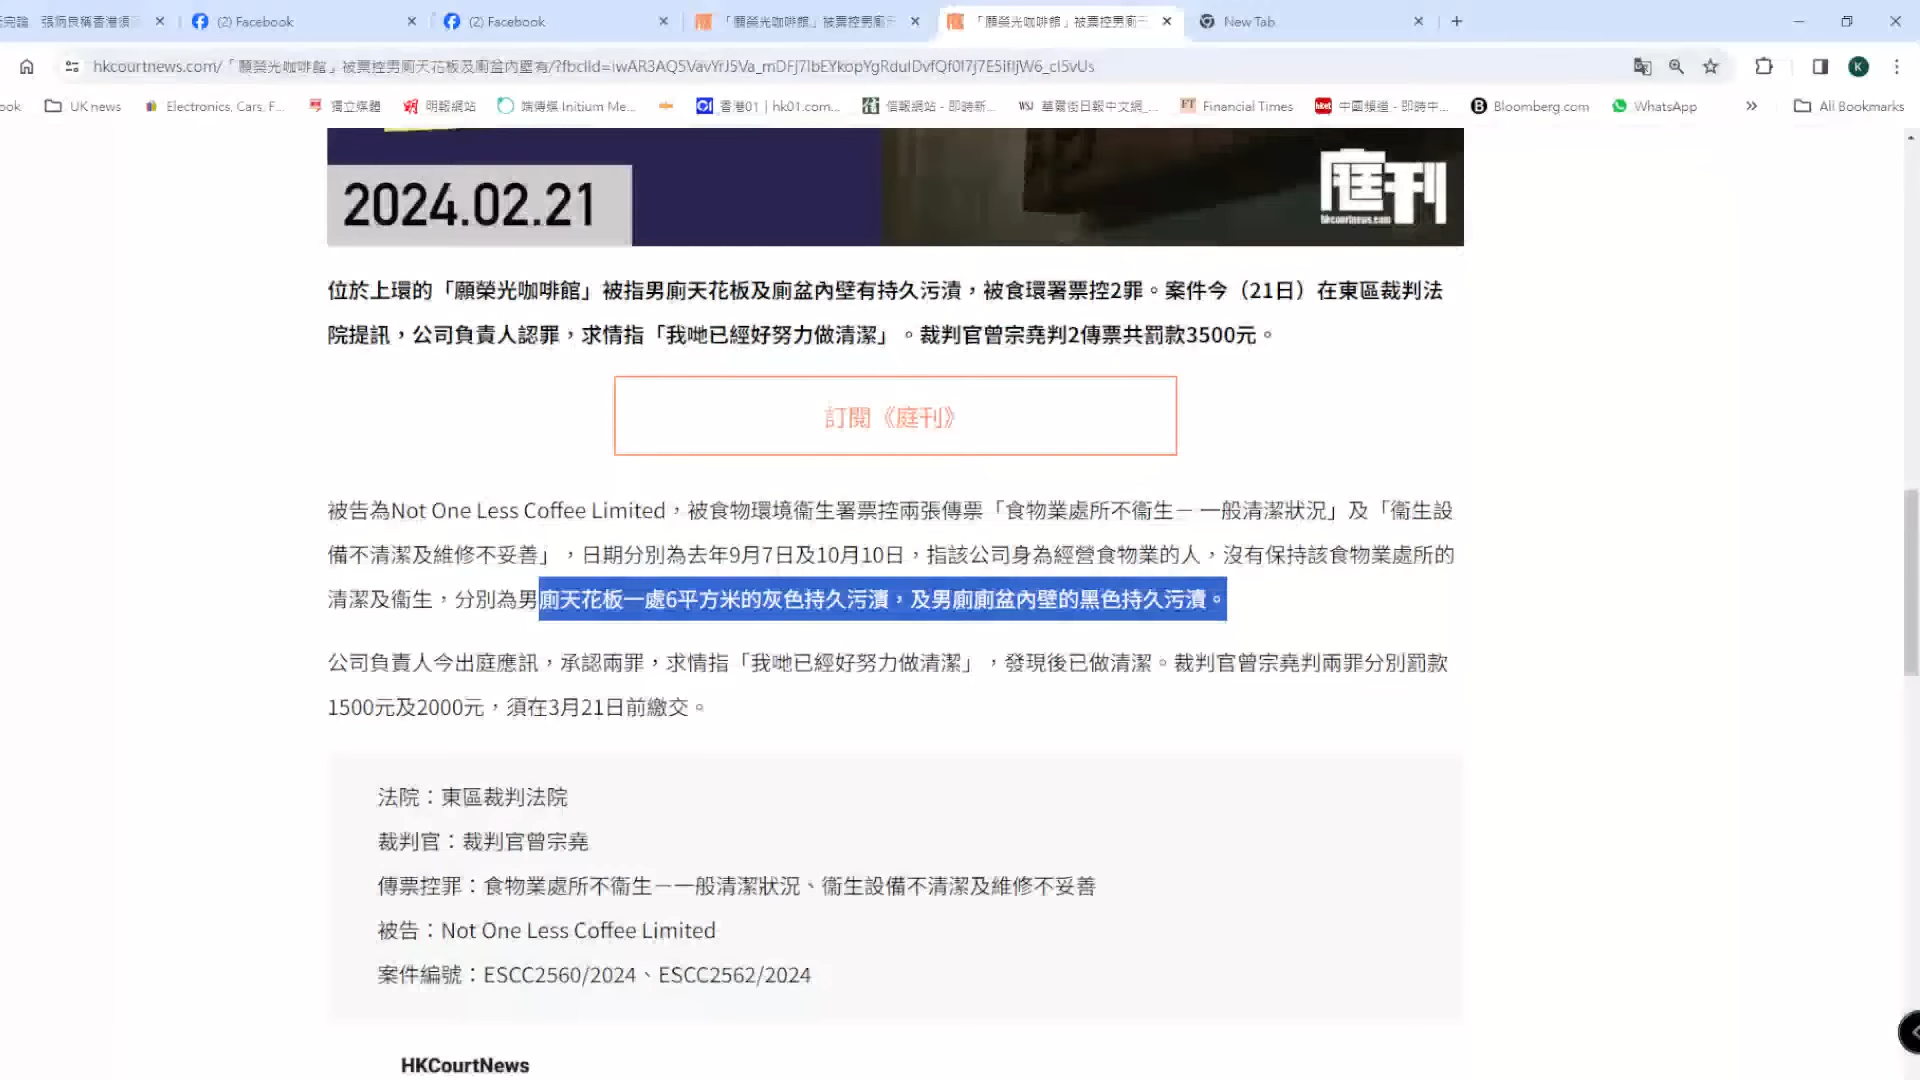 (2) Facebook
(2) Facebook
「願榮光咖啡館」被票控男廁天
「願榮光咖啡館」被票控男廁天
New Tab
hkcourtnews.com/「願榮光咖啡館」被票控男廁天花板及廁盆內壁有/?fbclid=
ook
UK news
Electronics, Cars, F...
獨立媒體
明報網站
端傳媒 Initium Me...
香港01 | hk01.com...
信報網站 - 即時新...
華爾街日報中文網_...
Financial Times
中國頻道 - 即時中...
Bloomberg.com
WhatsApp
All Bookmarks
2024.02.21
庭刊
hkcourtnews.com
位於上環的「願榮光咖啡館」被指男廁天花板及廁盆內壁有持久污漬，被食環署票控2罪。案件今（21日）在東區裁判法
院提訊，公司負責人認罪，求情指「我哋已經好努力做清潔」。裁判官曾宗堯判2傳票共罰款3500元。
訂閱《庭刊》
被告為Not One Less Coffee Limited，被食物環境衞生署票控兩張傳票「食物業處所不衞生— 一般清潔狀況」及「衞生設
備不清潔及維修不妥善」，日期分別為去年9月7日及10月10日，指該公司身為經營食物業的人，沒有保持該食物業處所的
清潔及衞生，分別為男廁天花板一處6平方米的灰色持久污漬，及男廁廁盆內壁的黑色持久污漬。
公司負責人今出庭應訊，承認兩罪，求情指「我哋已經好努力做清潔」，發現後已做清潔。裁判官曾宗堯判兩罪分別罰款
1500元及2000元，須在3月21日前繳交。
法院：東區裁判法院
裁判官：裁判官曾宗堯
傳票控罪：食物業處所不衞生—一般清潔狀況、衞生設備不清潔及維修不妥善
被告：Not One Less Coffee Limited
案件編號：ESCC2560/2024、ESCC2562/2024
HKCourtNews